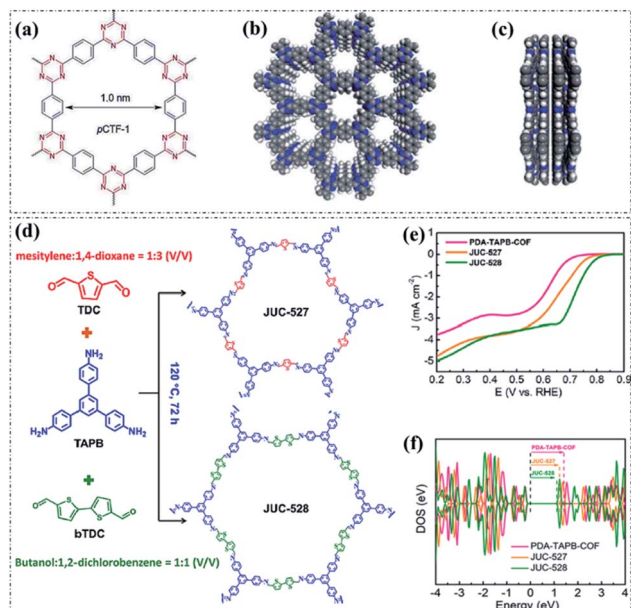 (a)
1.0 nm
pCTF-1
(b)
(c)
(d)
mesitylene:1,4-dioxane = 1:3 (V/V)
TDC
TAPB
bTDC
Butanol:1,2-dichlorobenzene = 1:1 (V/V)
120 °C, 72 h
JUC-527
JUC-528
(e)
PDA-TAPB-COF
JUC-527
JUC-528
J (mA cm⁻²)
0
-1
-2
-3
-4
-5
0.2 0.3 0.4 0.5 0.6 0.7 0.8 0.9
E (V vs. RHE)
(f)
PDA-TAPB-COF
JUC-527
JUC-528
DOS (eV)
PDA-TAPB-COF
JUC-527
JUC-528
-4 -3 -2 -1 0 1 2 3 4
Energy (eV)